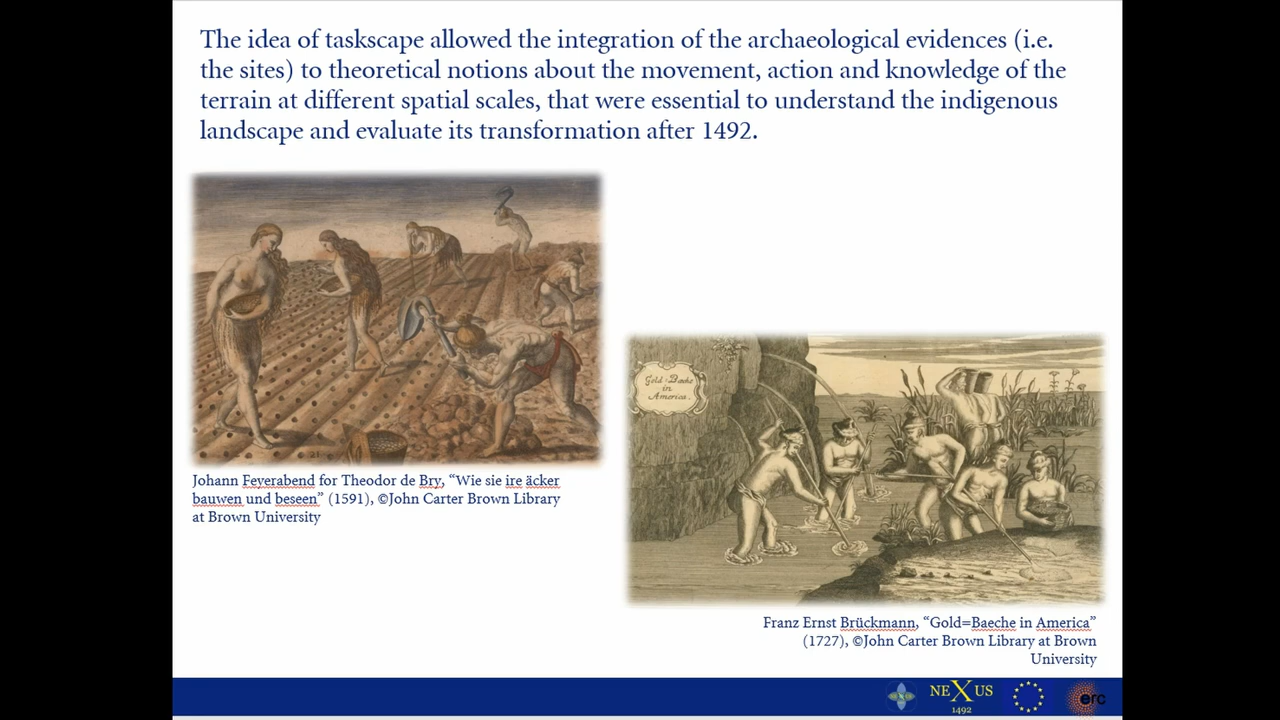 The idea of taskscape allowed the integration of the archaeological evidences (i.e.
the sites) to theoretical notions about the movement, action and knowledge of the
terrain at different spatial scales, that were essential to understand the indigenous
landscape and evaluate its transformation after 1492.
Johann Feyerabend for Theodor de Bry, “Wie sie ire äcker
bauwen und beseen” (1591), ©John Carter Brown Library
at Brown University
Gold-Baeche
in
America.
Franz Ernst Brückmann, “Gold=Baeche in America”
(1727), ©John Carter Brown Library at Brown
University
NEXUS
1492
erc